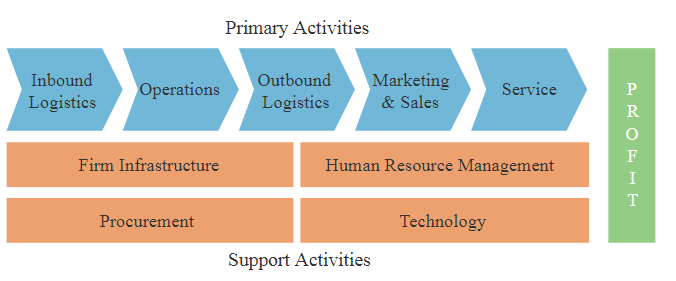 Primary Activities
Inbound
Logistics
Operations
Outbound
Logistics
Marketing
& Sales
Service
Firm Infrastructure
Human Resource Management
Procurement
Technology
Support Activities
PROFIT